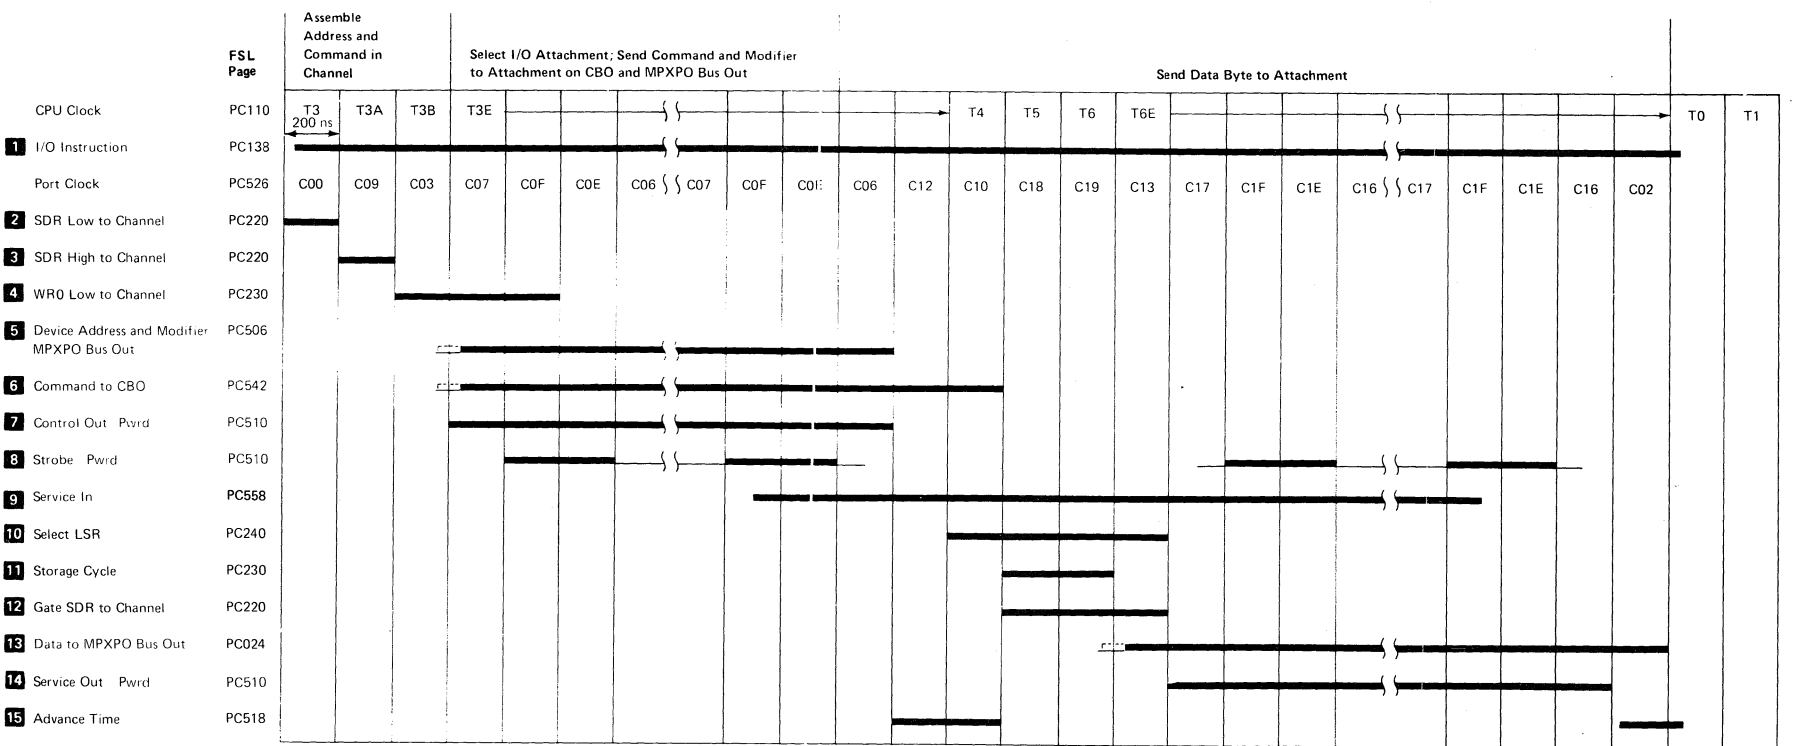 Assemble
Address and
Command in
Channel
FSL
Page
Select I/O Attachment; Send Command and Modifier
to Attachment on CBO and MPXPO Bus Out
Send Data Byte to Attachment
CPU Clock PC110 T3 T3A T3B T3E T4 T5 T6 T6E T0 T1
200 ns
1 I/O Instruction PC138
Port Clock PC526 C00 C09 C03 C07 C0F C0E C06 C07 C0F C0E C06 C12 C10 C18 C19 C13 C17 C1F C1E C16 C17 C1F C1E C16 C02
2 SDR Low to Channel PC220
3 SDR High to Channel PC220
4 WR0 Low to Channel PC230
5 Device Address and Modifier PC506
MPXPO Bus Out
6 Command to CBO PC542
7 Control Out Pwrd PC510
8 Strobe Pwrd PC510
9 Service In PC558
10 Select LSR PC240
11 Storage Cycle PC230
12 Gate SDR to Channel PC220
13 Data to MPXPO Bus Out PC024
14 Service Out Pwrd PC510
15 Advance Time PC518